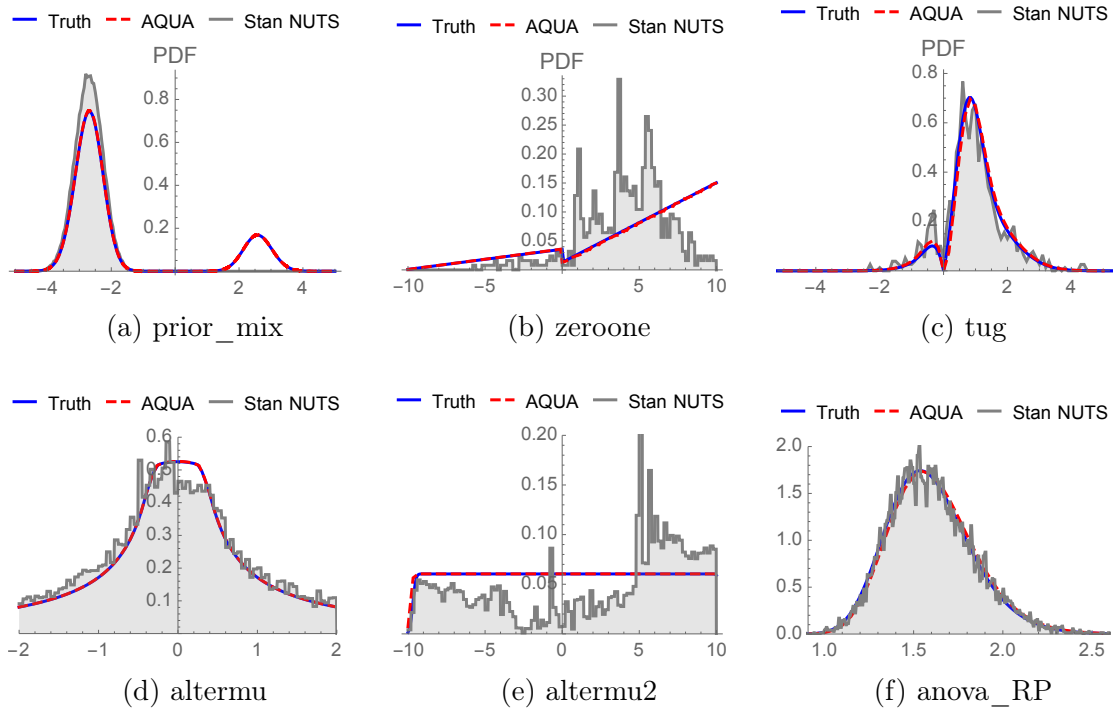 Truth AQUA Stan NUTS
PDF
0.8
0.6
0.4
0.2
−4 −2 0 2 4
(a) prior_mix
Truth AQUA Stan NUTS
PDF
0.30
0.25
0.20
0.15
0.10
0.05
−10 −5 0 5 10
(b) zeroone
Truth AQUA Stan NUTS
PDF
0.8
0.6
0.4
0.2
−4 −2 0 2 4
(c) tug
Truth AQUA Stan NUTS
0.6
0.5
0.4
0.3
0.2
0.1
−2 −1 0 1 2
(d) altermu
Truth AQUA Stan NUTS
0.20
0.15
0.10
0.05
−10 −5 0 5 10
(e) altermu2
Truth AQUA Stan NUTS
2.0
1.5
1.0
0.5
0.0
1.0 1.5 2.0 2.5
(f) anova_RP